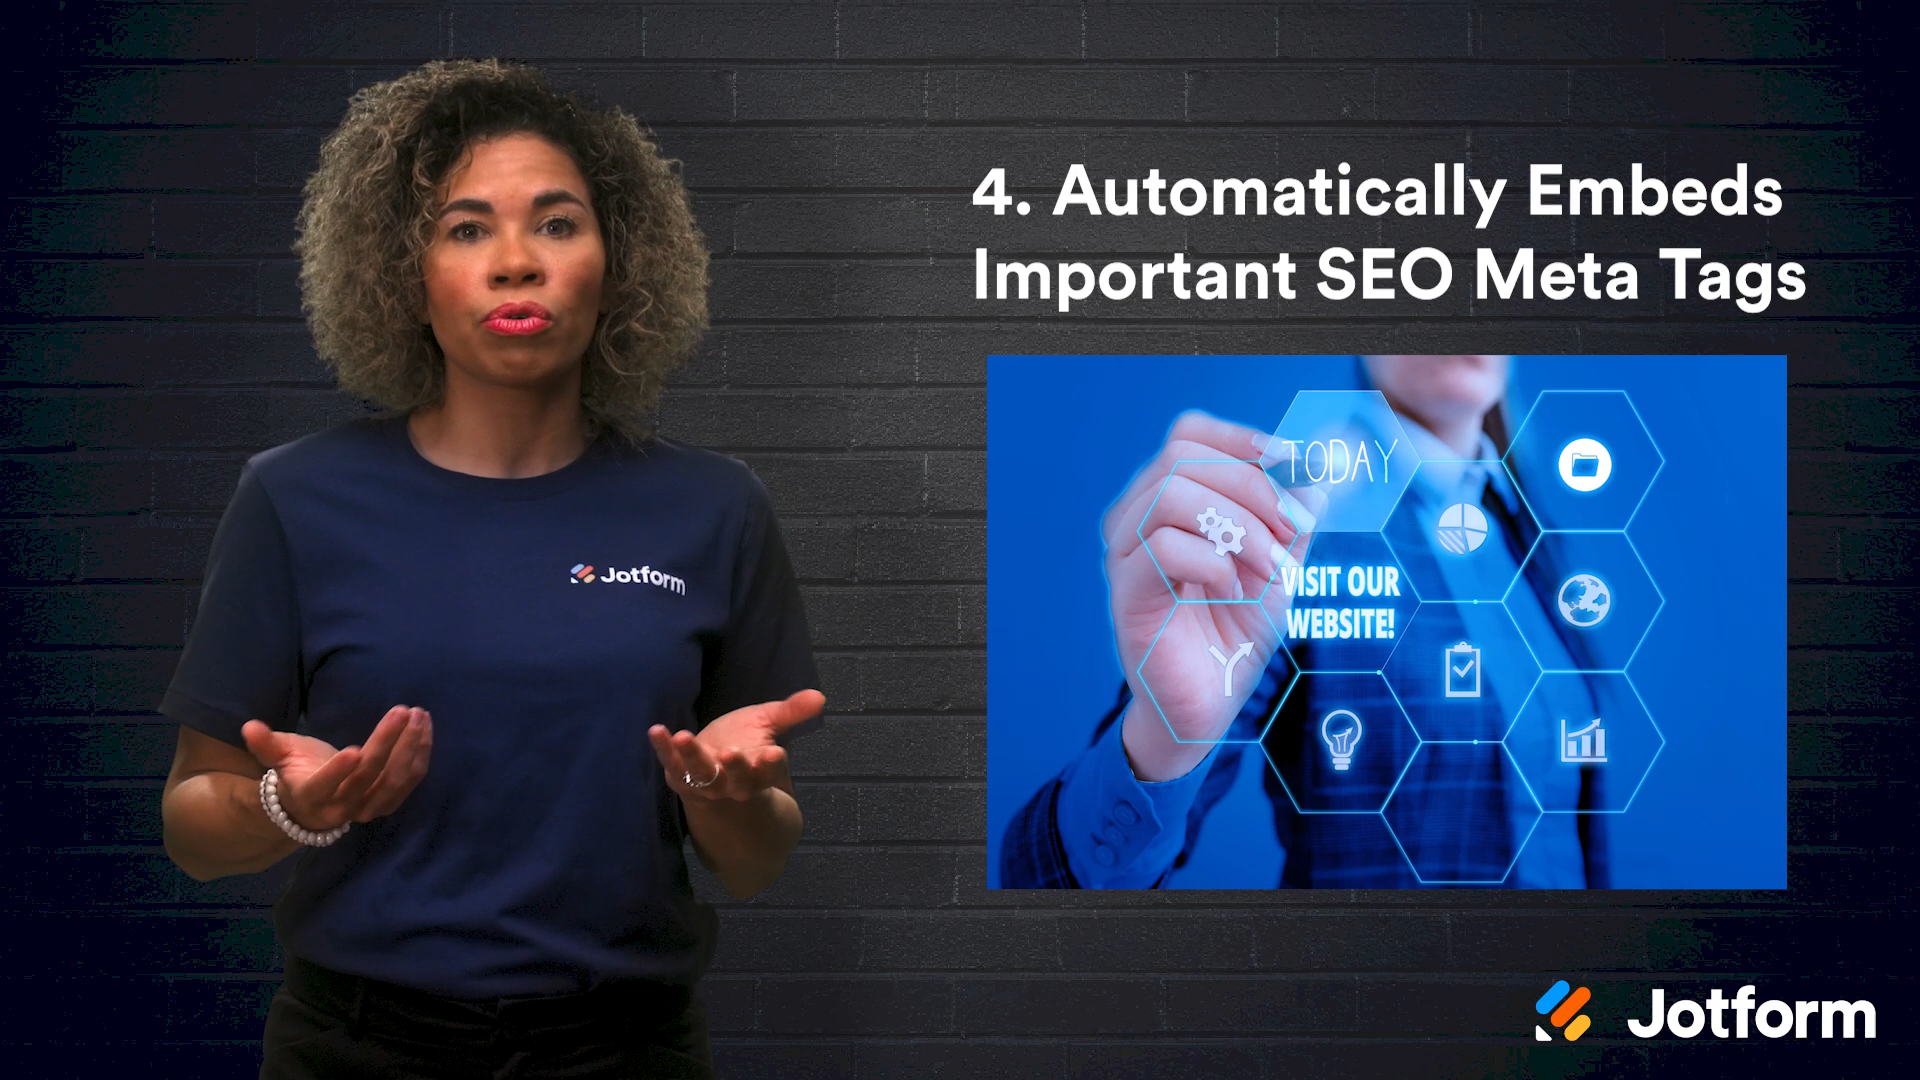 4. Automatically Embeds
Important SEO Meta Tags
Jotform
TODAY
VISIT OUR
WEBSITE!
Jotform